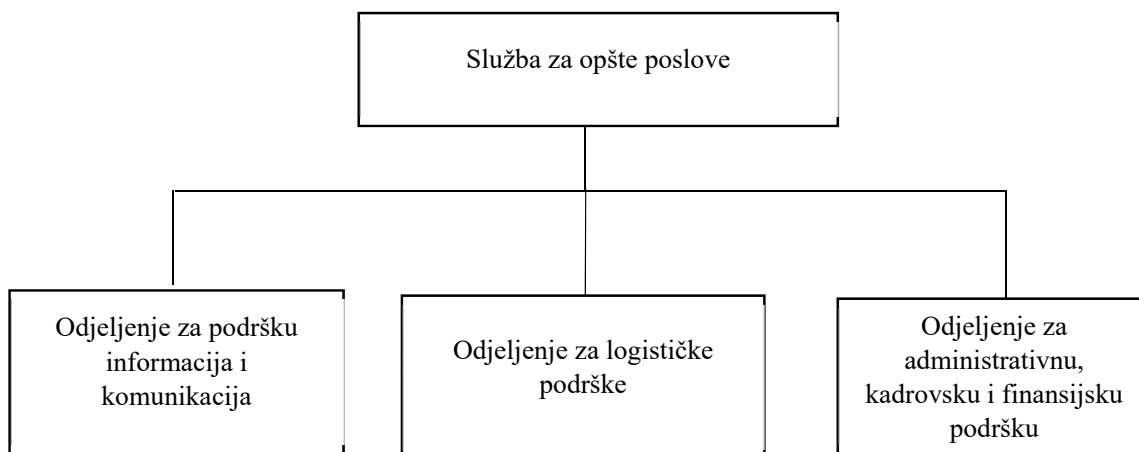 Služba za opšte poslove
Odjeljenje za podršku
informacija i
komunikacija
Odjeljenje za logističke
podrške
Odjeljenje za
administrativnu,
kadrovsku i finansijsku
podršku